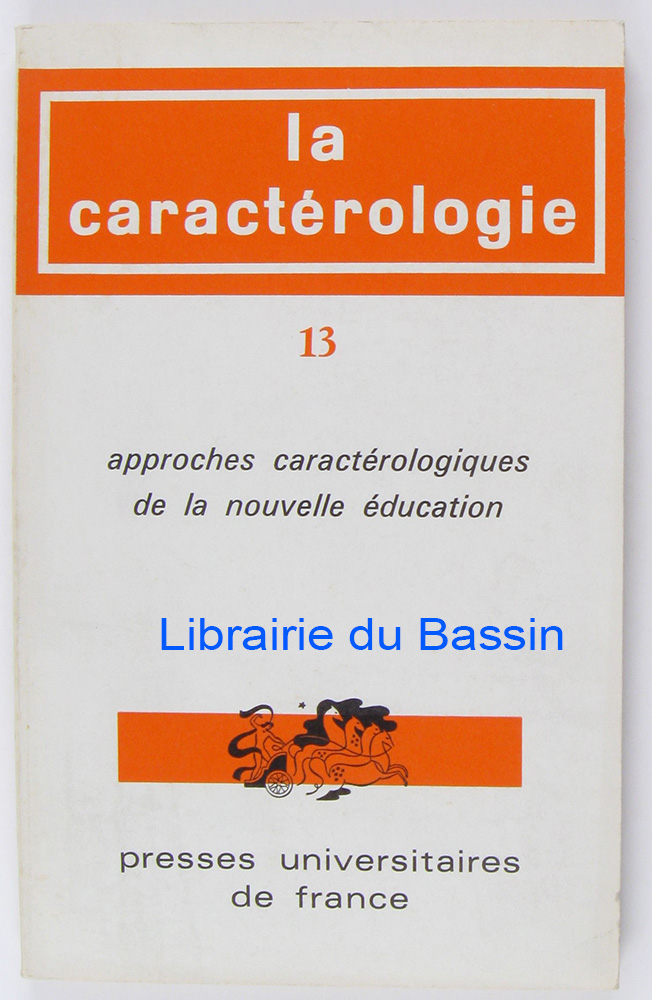 la
caractérologie
13
approches caractérologiques
de la nouvelle éducation
Librairie du Bassin
presses universitaires
de france